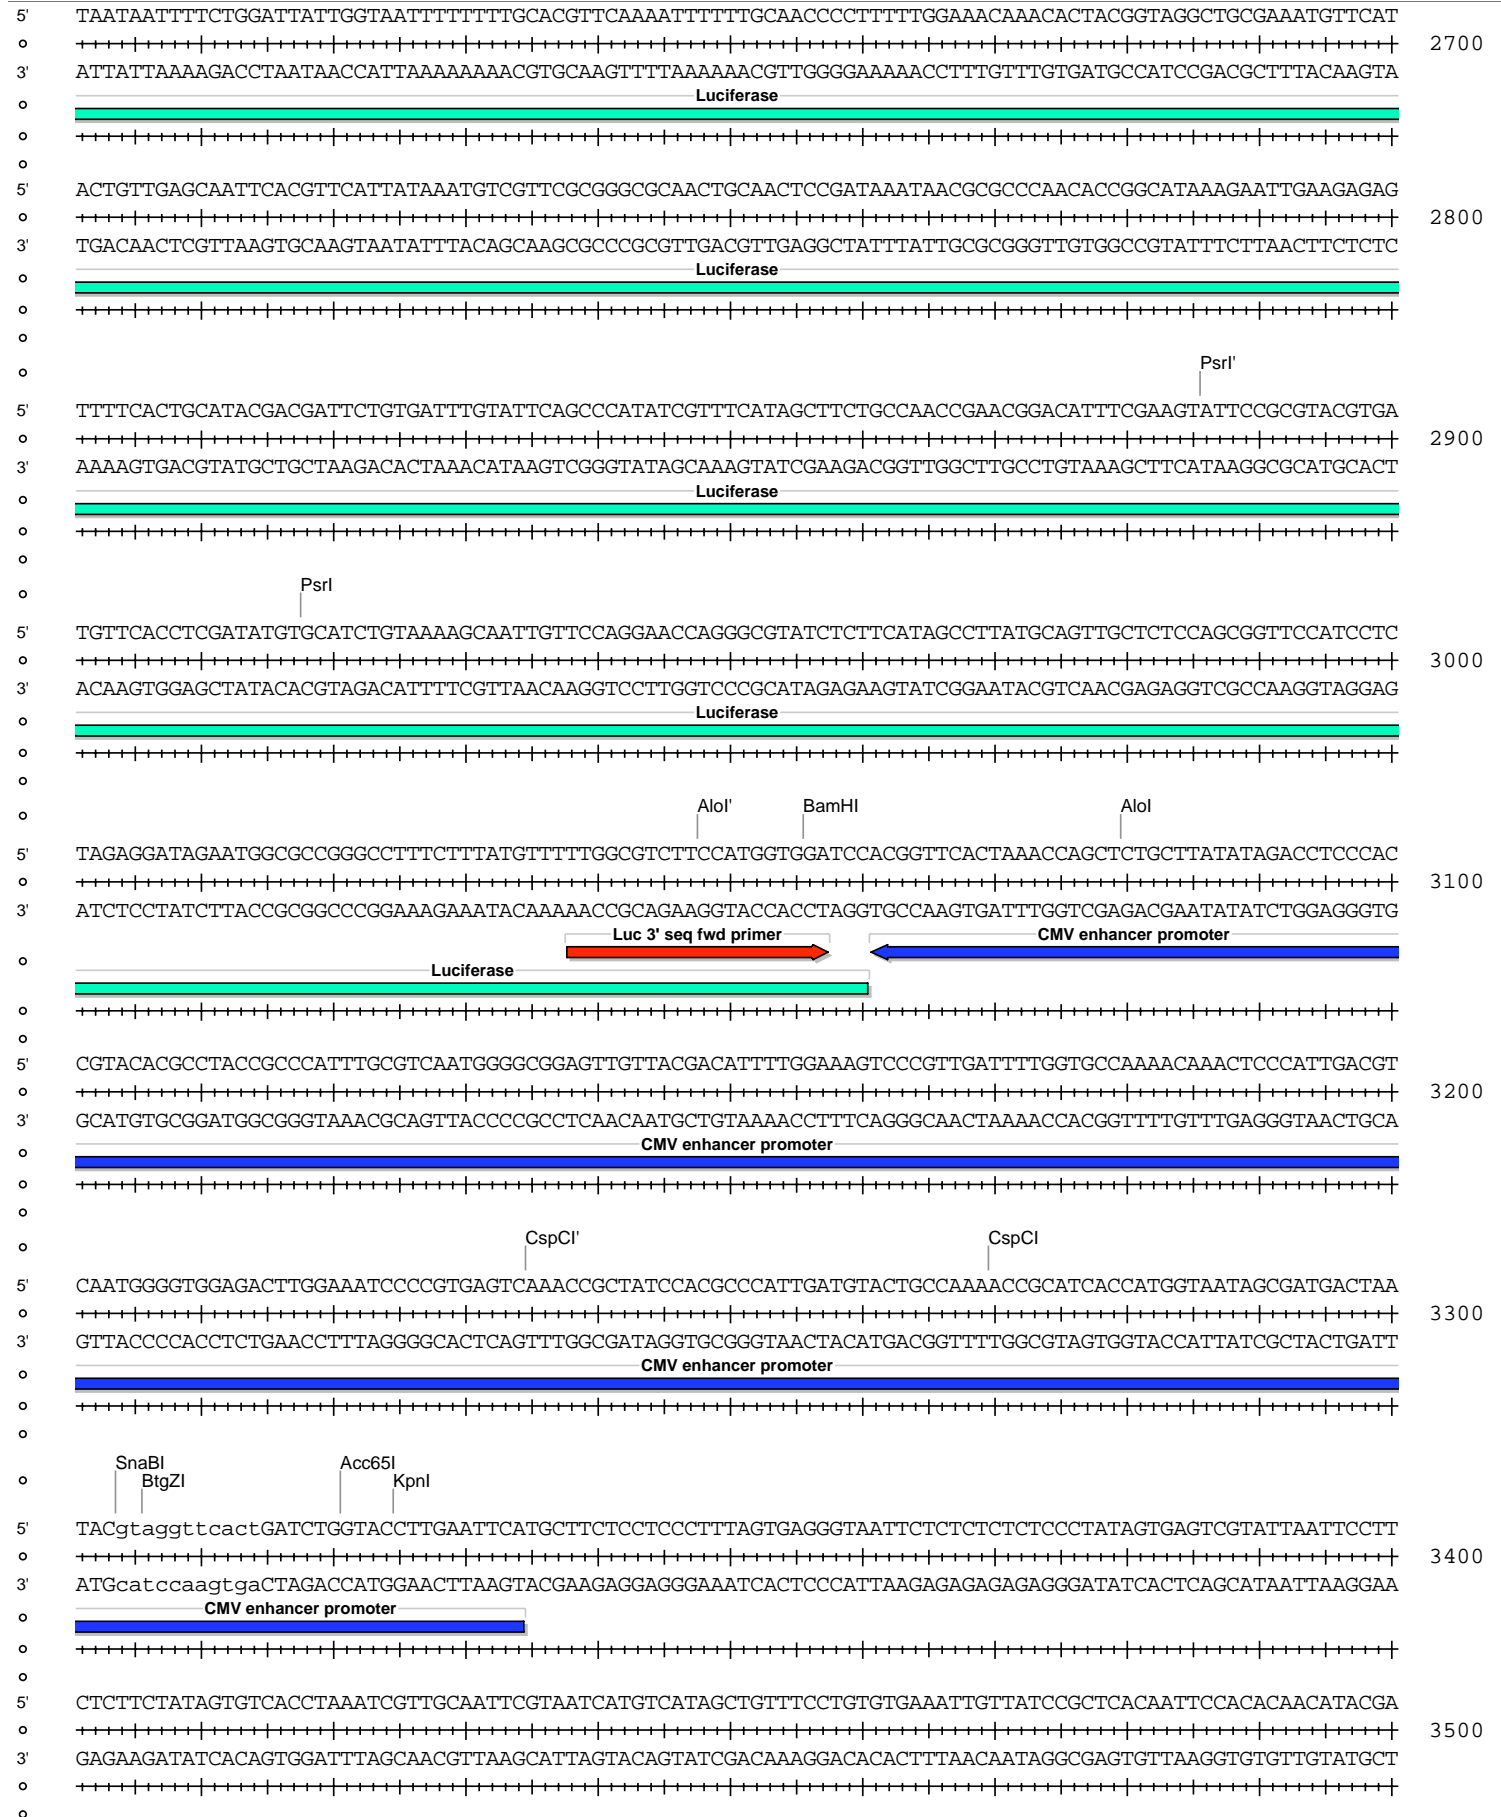 5' TAATAATTTTCTGGATTATTGGTAATTTTTTTTTGCACGTTCAAAATTTTTTGCAACCCCTTTTTGGAAACAAACACTACGGTAGGCTGCGAAATGTTCAT
2700
3' ATTATTAAAAGACCTAATAACCATTAAAAAAAAACGTGCAAGTTTTAAAAAACGTTGGGGAAAAACCTTTGTTTGTGATGCCATCCGACGCTTTACAAGTA
Luciferase
5' ACTGTTGAGCAATTCACGTTCATTATAAATGTCGTTCGCGGGCGCAACTGCAACTCCGATAAATAACGCGCCCAACACCGGCATAAAGAATTGAAGAGAG
2800
3' TGACAACTCGTTAAGTGCAAGTAATATTTACAGCAAGCGCCCGCGTTGACGTTGAGGCTATTTATTGCGCGGGTTGTGGCCGTATTTCTTAACTTCTCTC
Luciferase
PsrI'
5' TTTTCACTGCATACGACGATTCTGTGATTTGTATTCAGCCCATATCGTTTCATAGCTTCTGCCAACCGAACGGACATTTCGAAGTATTCCGCGTACGTGA
2900
3' AAAAGTGACGTATGCTGCTAAGACACTAAACATAAGTCGGGTATAGCAAAGTATCGAAGACGGTTGGCTTGCCTGTAAAGCTTCATAAGGCGCATGCACT
Luciferase
PsrI
5' TGTTCACCTCGATATGTGCATCTGTAAAAGCAATTGTTCCAGGAACCAGGGCGTATCTCTTCATAGCCTTATGCAGTTGCTCTCCAGCGGTTCCATCCTC
3000
3' ACAAGTGGAGCTATACACGTAGACATTTTCGTTAACAAGGTCCTTGGTCCCGCATAGAGAAGTATCGGAATACGTCAACGAGAGGTCGCCAAGGTAGGAG
Luciferase
AloI' BamHI AloI
5' TAGAGGATAGAATGGCGCCGGGCCTTTCTTTATGTTTTTGGCGTCTTCCATGGTGGATCCACGGTTCACTAAACCAGCTCTGCTTATATAGACCTCCCAC
3100
3' ATCTCCTATCTTACCGCGGCCCGGAAAGAAATACAAAAACCGCAGAAGGTACCACCTAGGTGCCAAGTGATTTGGTCGAGACGAATATATCTGGAGGGTG
Luc 3' seq fwd primer CMV enhancer promoter
Luciferase
5' CGTACACGCCTACCGCCCATTTGCGTCAATGGGGCGGAGTTGTTACGACATTTTGGAAAGTCCCGTTGATTTTGGTGCCAAAACAAACTCCCATTGACGT
3200
3' GCATGTGCGGATGGCGGGTAAACGCAGTTACCCCGCCTCAACAATGCTGTAAAACCTTTCAGGGCAACTAAAACCACGGTTTTGTTTGAGGGTAACTGCA
CMV enhancer promoter
CspCI' CspCI
5' CAATGGGGTGGAGACTTGGAAATCCCCGTGAGTCAAACCGCTATCCACGCCCATTGATGTACTGCCAAAACCGCATCACCATGGTAATAGCGATGACTAA
3300
3' GTTACCCCACCTCTGAACCTTTAGGGGCACTCAGTTTGGCGATAGGTGCGGGTAACTACATGACGGTTTTGGCGTAGTGGTACCATTATCGCTACTGATT
CMV enhancer promoter
SnaBI Acc65I
BtgZI KpnI
5' TACgtaggttcactGATCTGGTACCTTGAATTCATGCTTCTCCTCCCTTTAGTGAGGGTAATTCTCTCTCTCTCCCTATAGTGAGTCGTATTAATTCCTT
3400
3' ATGcatccaagtgaCTAGACCATGGAACTTAAGTACGAAGAGGAGGGAAATCACTCCCATTAAGAGAGAGAGAGGGATATCACTCAGCATAATTAAGGAA
CMV enhancer promoter
5' CTCTTCTATAGTGTCACCTAAATCGTTGCAATTCGTAATCATGTCATAGCTGTTTCCTGTGTGAAATTGTTATCCGCTCACAATTCCACACAACATACGA
3500
3' GAGAAGATATCACAGTGGATTTAGCAACGTTAAGCATTAGTACAGTATCGACAAAGGACACACTTTAACAATAGGCGAGTGTTAAGGTGTGTTGTATGCT